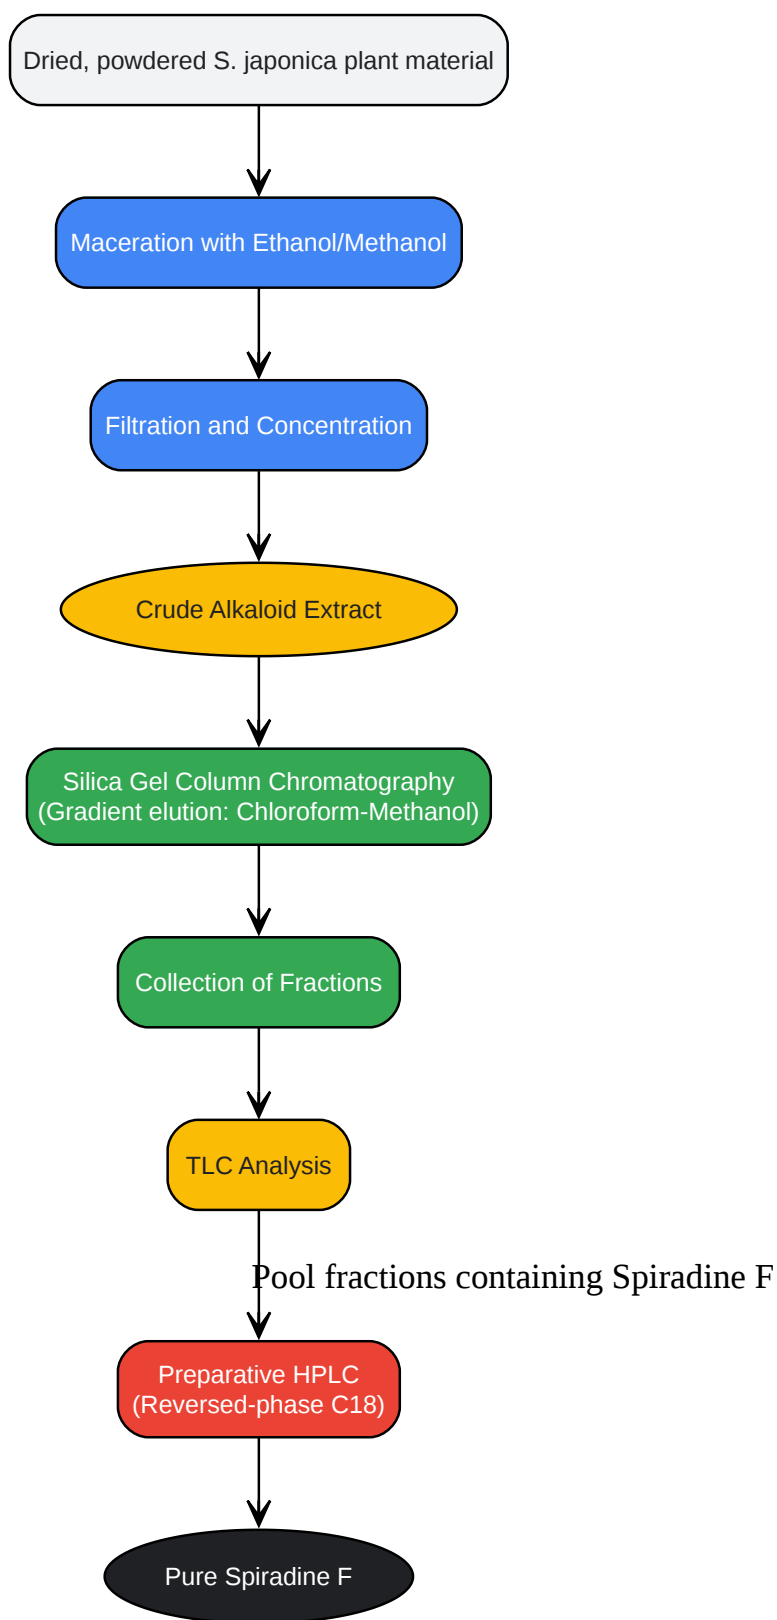 Dried, powdered S. japonica plant material
Maceration with Ethanol/Methanol
Filtration and Concentration
Crude Alkaloid Extract
Silica Gel Column Chromatography
(Gradient elution: Chloroform-Methanol)
Collection of Fractions
TLC Analysis
Pool fractions containing Spiradine F
Preparative HPLC
(Reversed-phase C18)
Pure Spiradine F